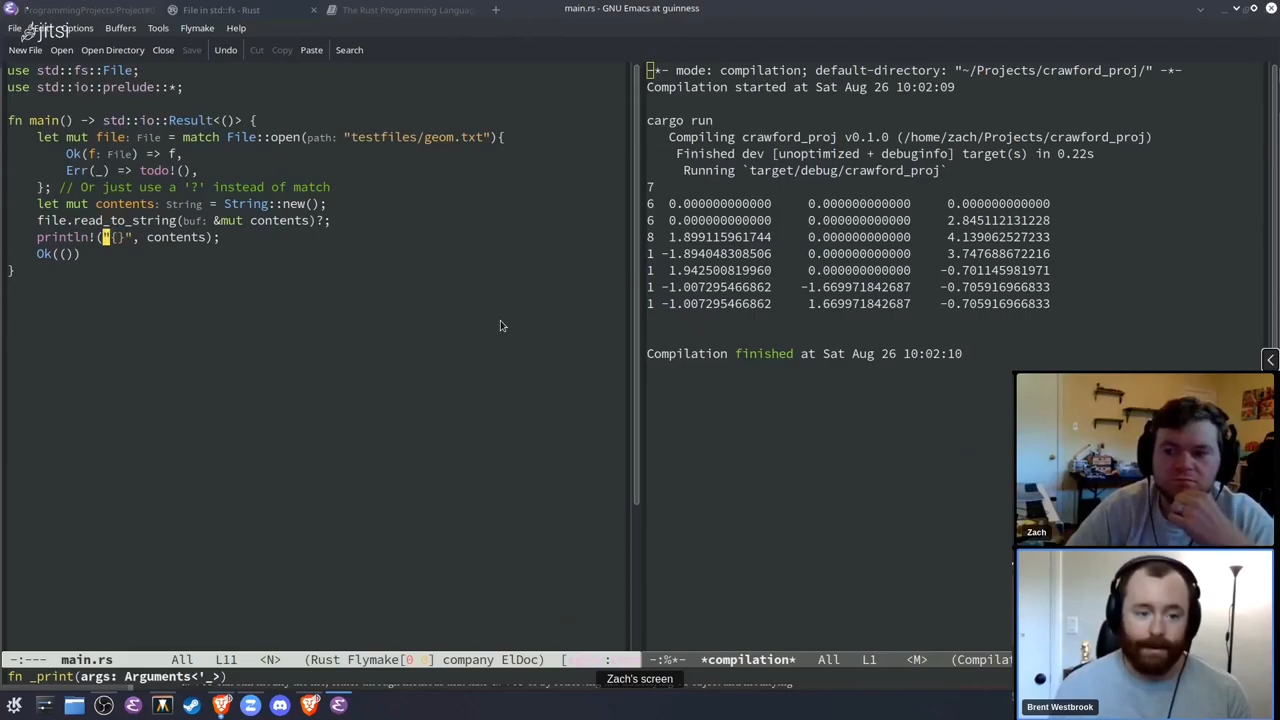 ProgrammingProjects/Project#0
File in std::fs - Rust
The Rust Programming Langua
main.rs - GNU Emacs at guinness
File
Options
Buffers
Tools
Flymake
Help
jitsi
New File
Open
Open Directory
Close
Save
Undo
Cut
Copy
Paste
Search
use std::fs::File;
use std::io::prelude::*;
fn main() -> std::io::Result<()> {
let mut file: File = match File::open(path: "testfiles/geom.txt"){
Ok(f: File) => f,
Err(_) => todo!(),
}; // Or just use a '?' instead of match
let mut contents: String = String::new();
file.read_to_string(buf: &mut contents)?;
println!("{}", contents);
Ok(())
}
-*- mode: compilation; default-directory: "~/Projects/crawford_proj/" -*-
Compilation started at Sat Aug 26 10:02:09
cargo run
Compiling crawford_proj v0.1.0 (/home/zach/Projects/crawford_proj)
Finished dev [unoptimized + debuginfo] target(s) in 0.22s
Running `target/debug/crawford_proj`
7
6 0.000000000000 0.000000000000 0.000000000000
6 0.000000000000 0.000000000000 2.845112131228
8 1.899115961744 0.000000000000 4.139062527233
1 -1.894048308506 0.000000000000 3.747688672216
1 1.942500819960 0.000000000000 -0.701145981971
1 -1.007295466862 -1.669971842687 -0.705916966833
1 -1.007295466862 1.669971842687 -0.705916966833
Compilation finished at Sat Aug 26 10:02:10
Zach
Brent Westbrook
-:--- main.rs All L11 <N> (Rust Flymake[0 0] company ElDoc) [
-:%*- *compilation* All L1 <M> (Compilat
fn _print(args: Arguments<'_>)
Zach's screen